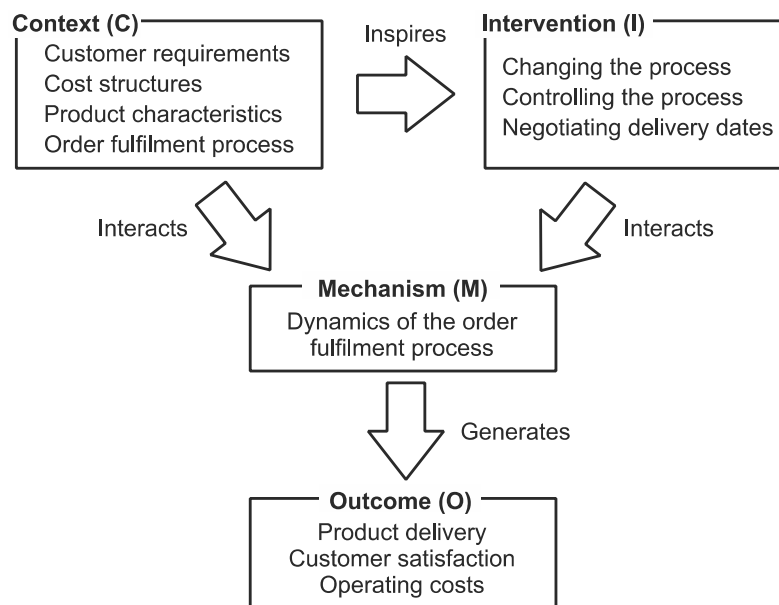 Context (C)
Customer requirements
Cost structures
Product characteristics
Order fulfilment process
Inspires
Intervention (I)
Changing the process
Controlling the process
Negotiating delivery dates
Interacts
Interacts
Mechanism (M)
Dynamics of the order
fulfilment process
Generates
Outcome (O)
Product delivery
Customer satisfaction
Operating costs